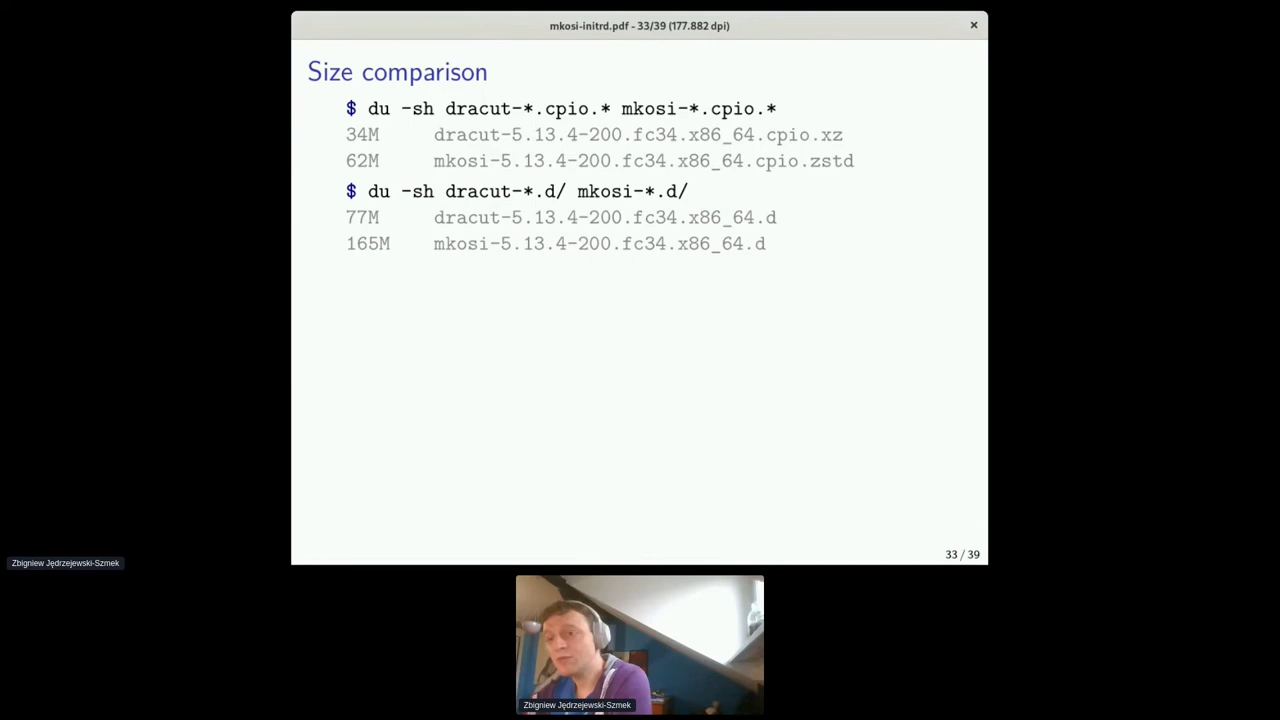 mkosi-initrd.pdf - 33/39 (177.882 dpi)
×
Size comparison
$ du -sh dracut-*.cpio.* mkosi-*.cpio.*
34M dracut-5.13.4-200.fc34.x86_64.cpio.xz
62M mkosi-5.13.4-200.fc34.x86_64.cpio.zstd
$ du -sh dracut-*.d/ mkosi-*.d/
77M dracut-5.13.4-200.fc34.x86_64.d
165M mkosi-5.13.4-200.fc34.x86_64.d
33 / 39
Zbigniew Jędrzejewski-Szmek
Zbigniew Jędrzejewski-Szmek